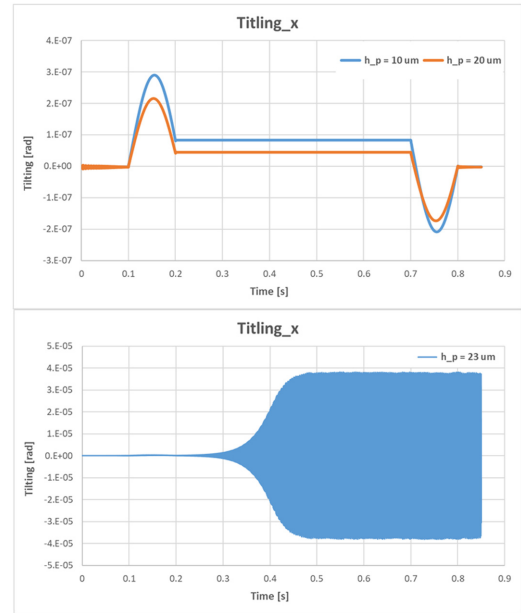 Titling_x
h_p = 10 um
h_p = 20 um
4.E-07
3.E-07
2.E-07
1.E-07
0.E+00
-1.E-07
-2.E-07
-3.E-07
Tilting [rad]
0 0.1 0.2 0.3 0.4 0.5 0.6 0.7 0.8 0.9
Time [s]
Titling_x
h_p = 23 um
5.E-05
4.E-05
3.E-05
2.E-05
1.E-05
0.E+00
-1.E-05
-2.E-05
-3.E-05
-4.E-05
-5.E-05
Tilting [rad]
0 0.1 0.2 0.3 0.4 0.5 0.6 0.7 0.8 0.9
Time [s]